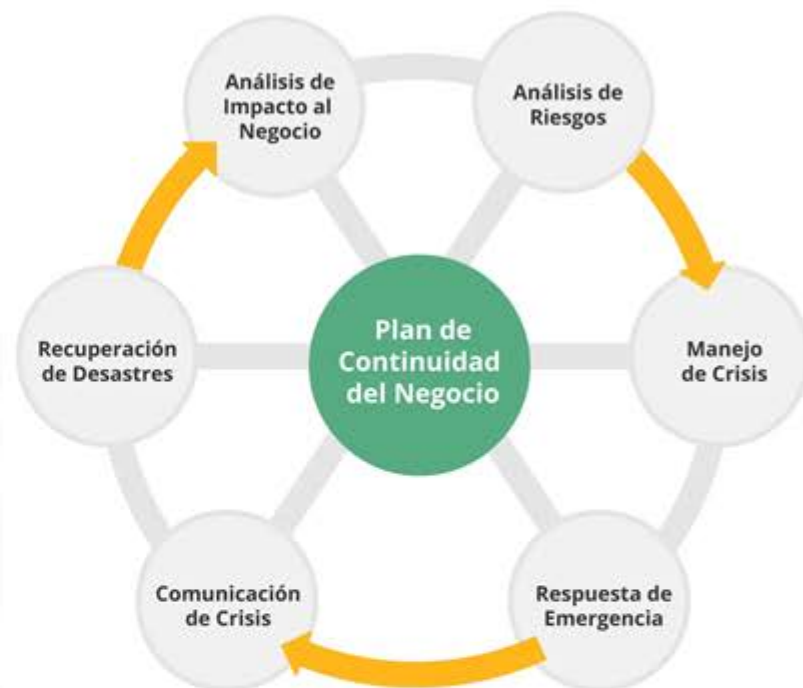 Análisis de
Impacto al
Negocio
Análisis de
Riesgos
Plan de
Continuidad
del Negocio
Recuperación
de Desastres
Manejo
de Crisis
Comunicación
de Crisis
Respuesta de
Emergencia